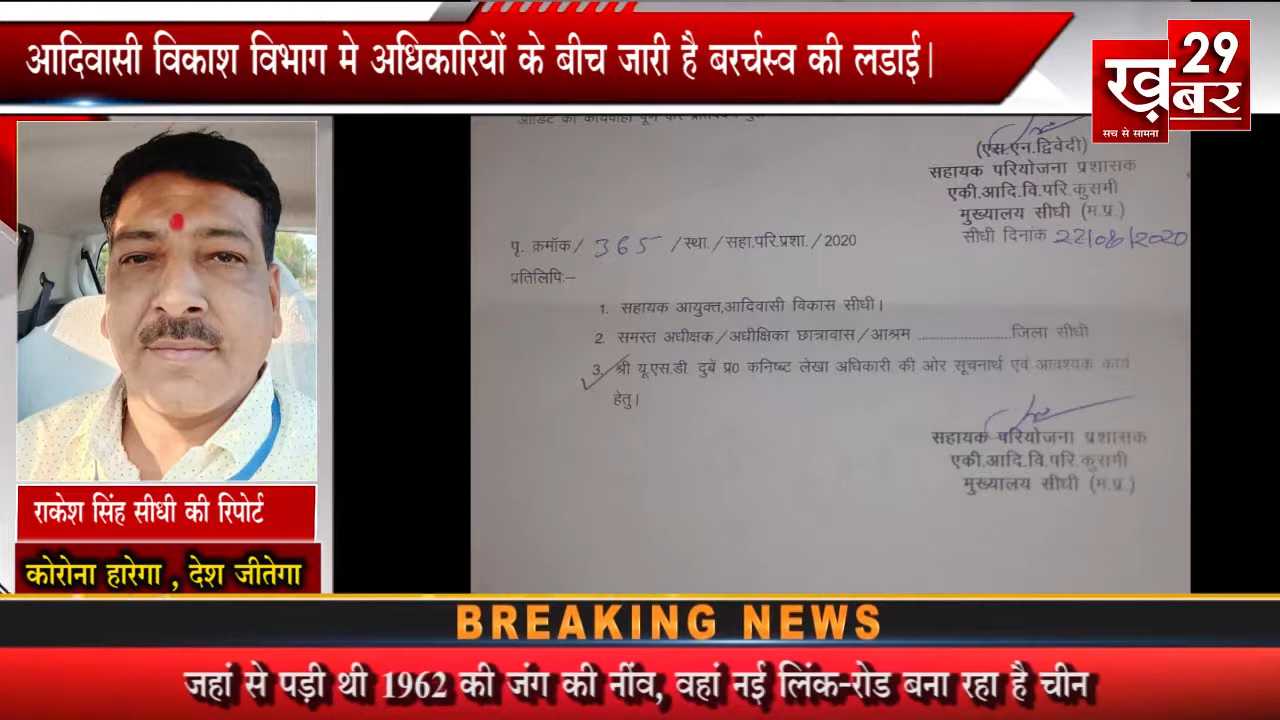 आदिवासी विकाश विभाग मे अधिकारियों के बीच जारी है बरर्चस्व की लडाई|
29
ख़बर
सच से सामना
(एस.एन.द्विवेदी)
सहायक परियोजना प्रशासक
एकी.आदि.वि.परि.कुसमी
मुख्यालय सीधी (म.प्र.)
सीधी दिनांक 22/08/2020
पृ. क्रमॉक/ 365 /स्था./सहा.परि.प्रशा./2020
प्रतिलिपिः–
1. सहायक आयुक्त,आदिवासी विकास सीधी।
2. समस्त अधीक्षक/अधीक्षिका छात्रावास/आश्रम ........................जिला सीधी
3. श्री यू.एस.डी. दुबे प्र0 कनिष्ट लेखा अधिकारी की ओर सूचनार्थ एवं आवश्यक कार्य
हेतु।
सहायक परियोजना प्रशासक
एकी.आदि.वि.परि.कुसमी
मुख्यालय सीधी (म.प्र.)
राकेश सिंह सीधी की रिपोर्ट
कोरोना हारेगा , देश जीतेगा
BREAKING NEWS
जहां से पड़ी थी 1962 की जंग की नींव, वहां नई लिंक-रोड बना रहा है चीन